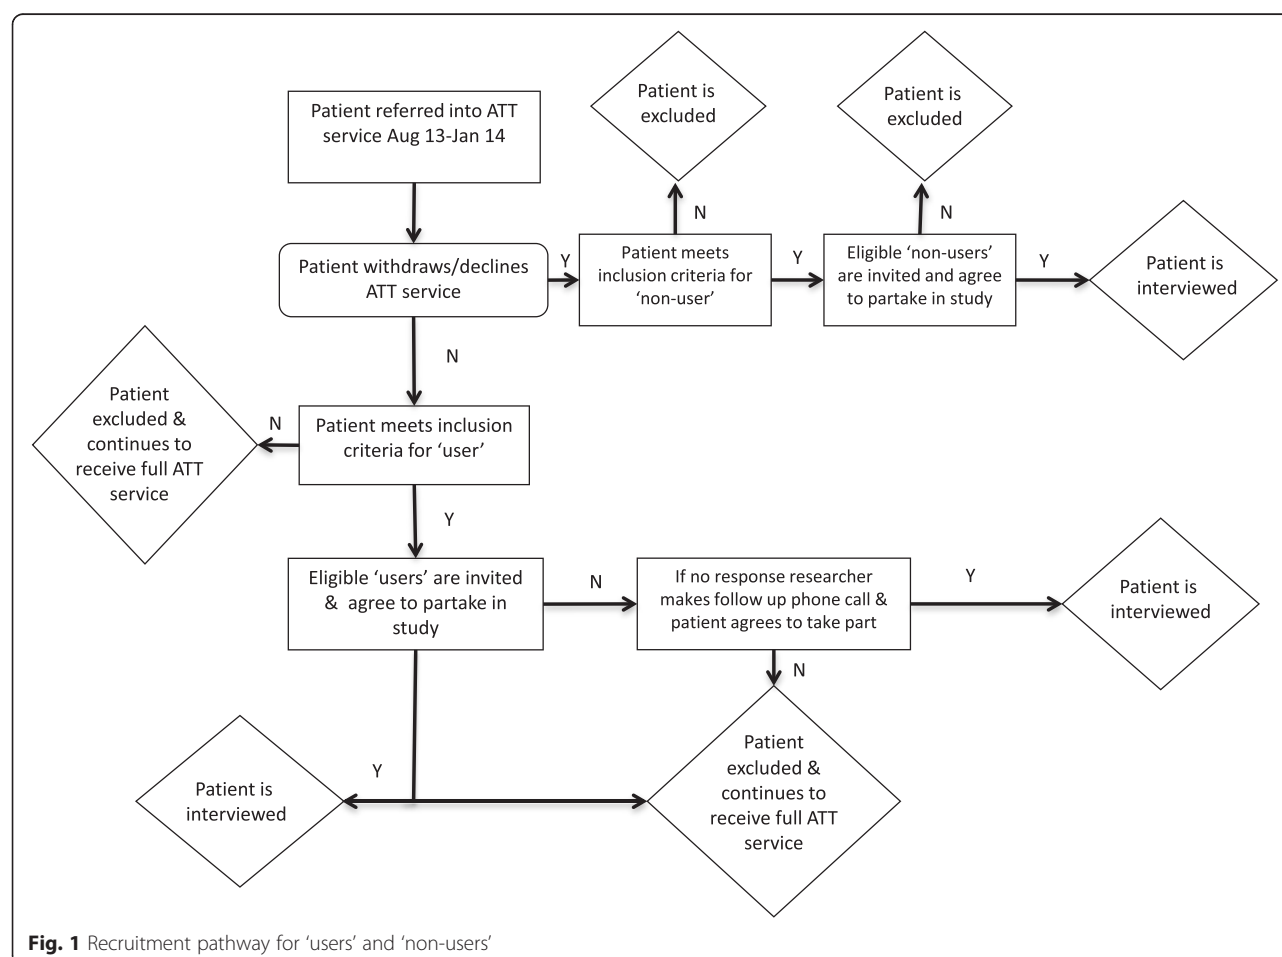 Patient referred into ATT
service Aug 13-Jan 14
Patient is
excluded
Patient is
excluded
N
N
Patient withdraws/declines
ATT service
Y
Patient meets
inclusion criteria for
‘non-user’
Y
Eligible ‘non-users’
are invited and agree
to partake in study
Y
Patient is
interviewed
N
Patient
excluded &
continues to
receive full ATT
service
N
Patient meets inclusion
criteria for ‘user’
Y
Eligible ‘users’ are invited
& agree to partake in
study
N
If no response researcher
makes follow up phone call &
patient agrees to take part
Y
Patient is
interviewed
N
Y
Patient is
interviewed
Patient
excluded &
continues to
receive full ATT
service
Fig. 1 Recruitment pathway for ‘users’ and ‘non-users’